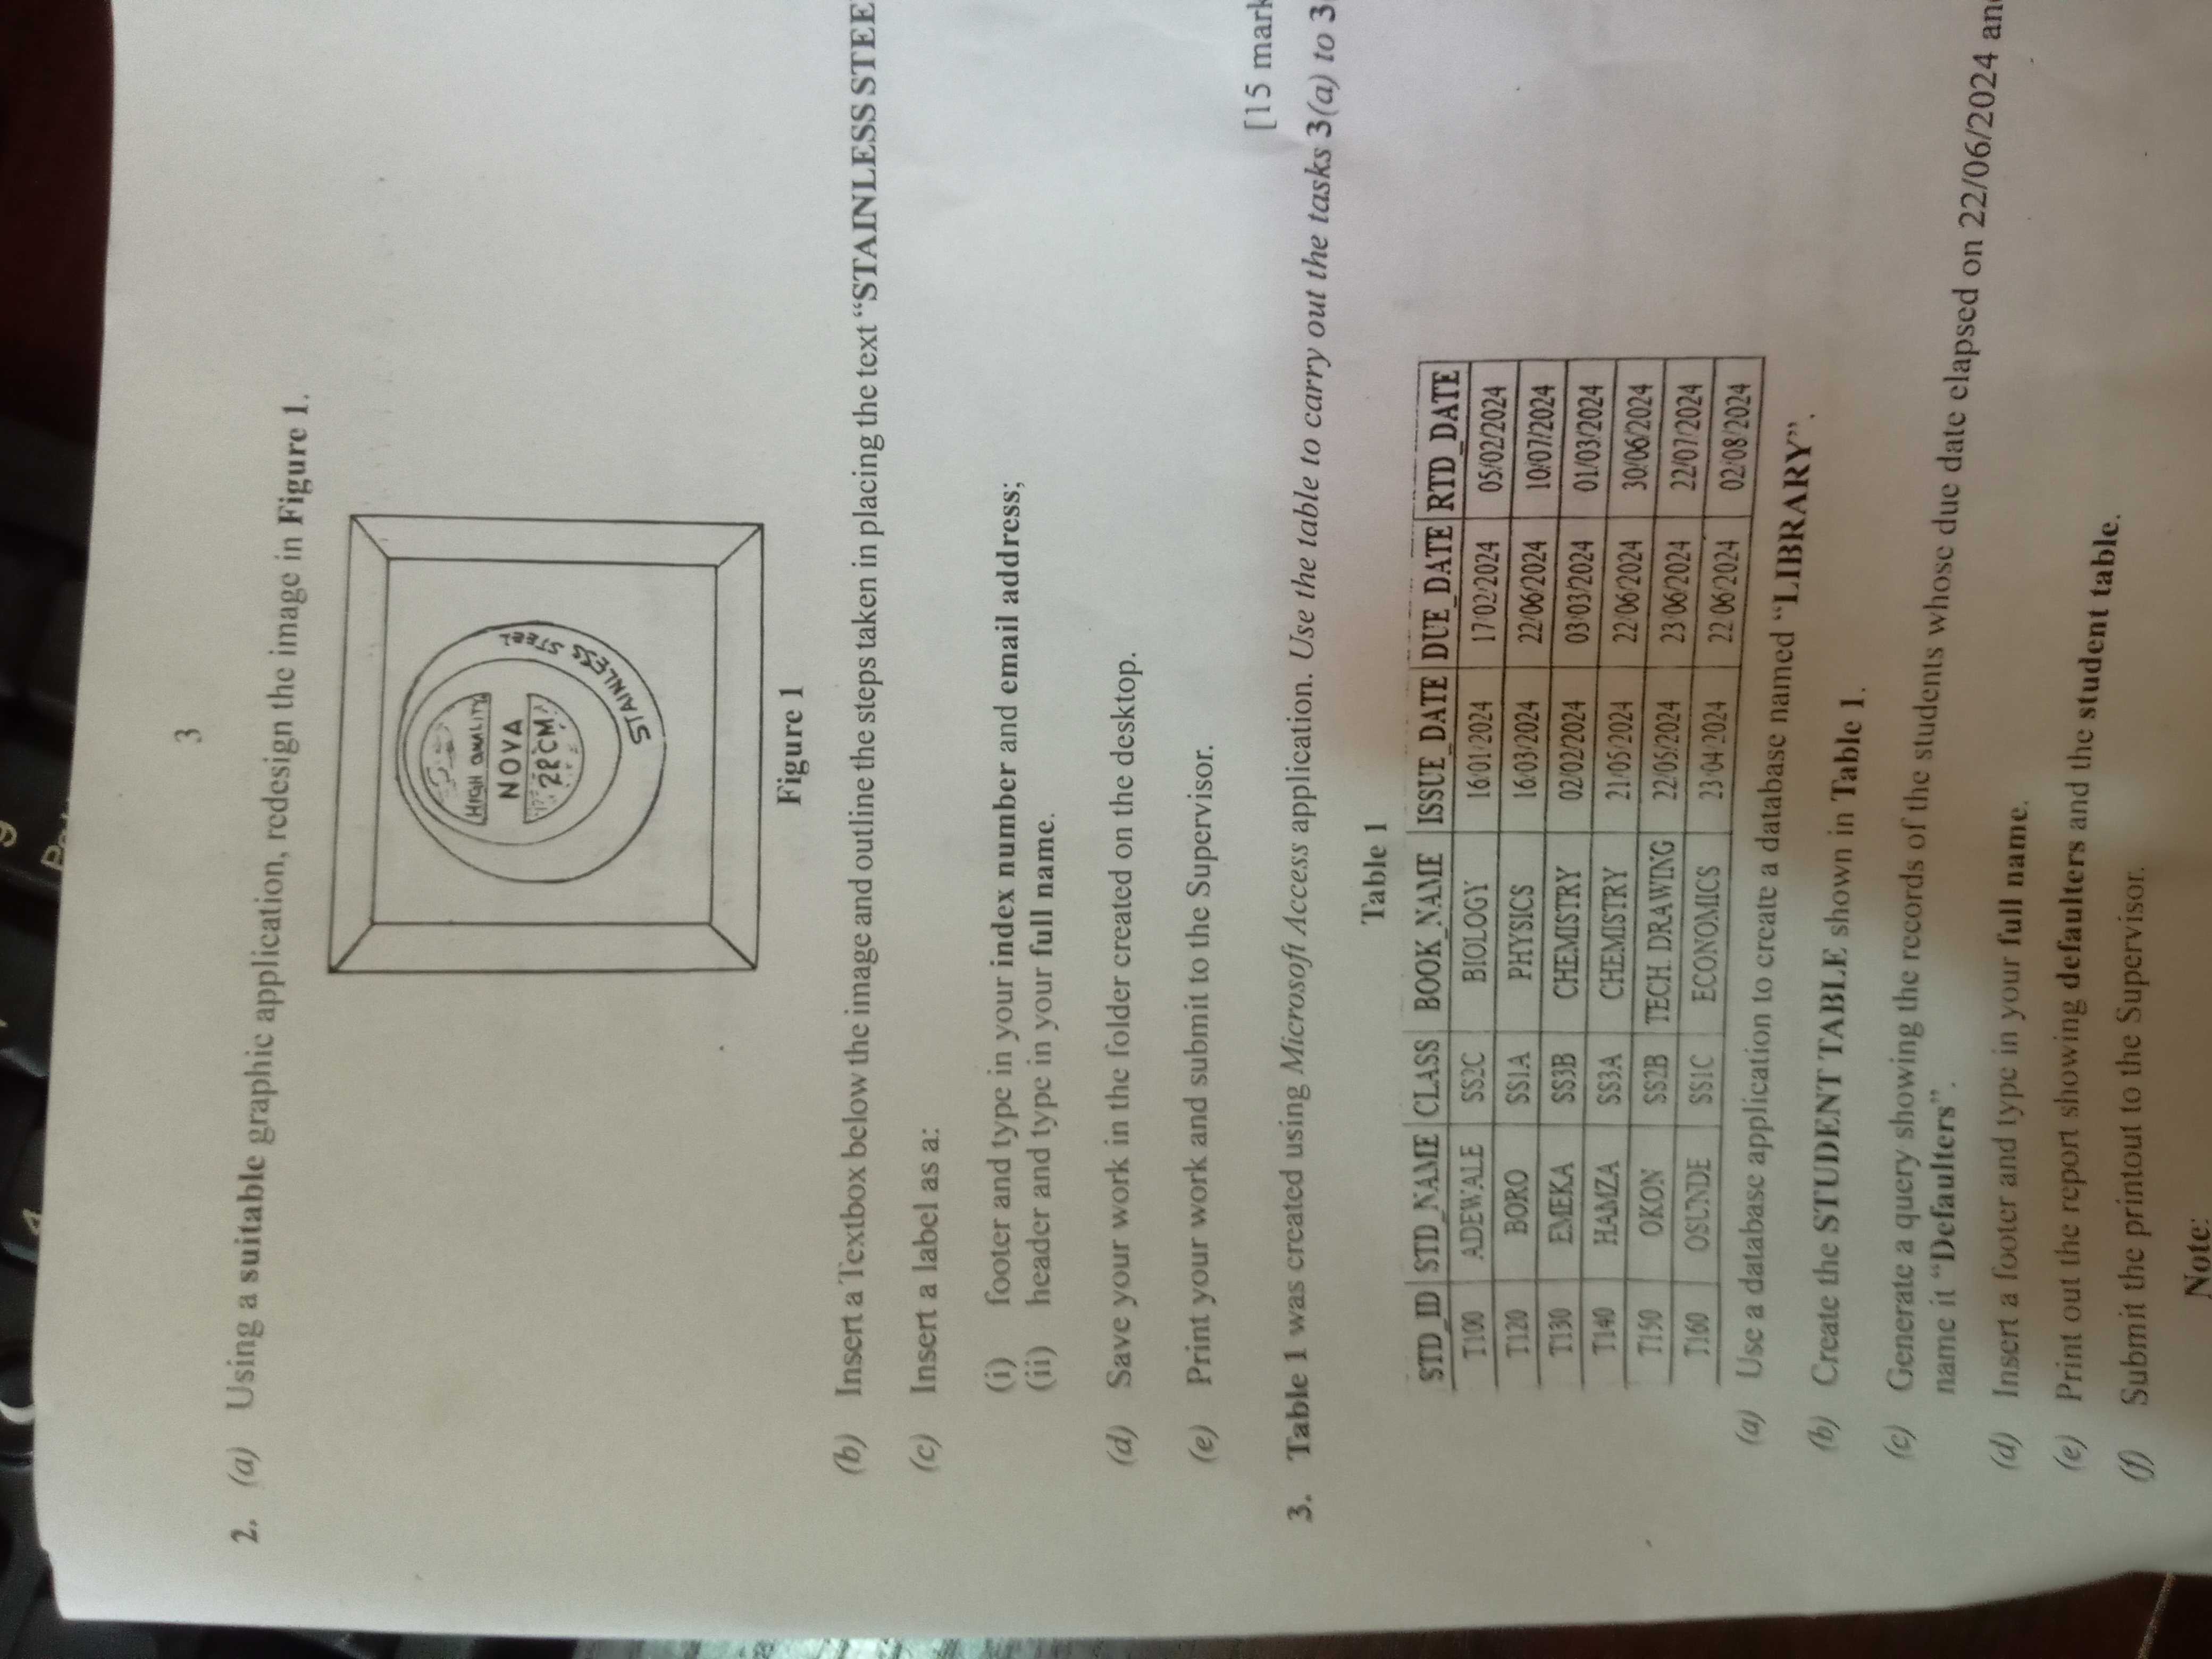 3
2. (a) Using a suitable graphic application, redesign the image in Figure 1.
HIGH QUALITY
NOVA
28CM
STAINLESS STEEL
Figure 1
(b) Insert a Textbox below the image and outline the steps taken in placing the text "STAINLESS STEE
(c) Insert a label as a:
(i) footer and type in your index number and email address;
(ii) header and type in your full name.
(d) Save your work in the folder created on the desktop.
(e) Print your work and submit to the Supervisor.
[15 mark
3. Table 1 was created using Microsoft Access application. Use the table to carry out the tasks 3(a) to 3
Table 1
STD_ID STD_NAME CLASS BOOK_NAME ISSUE_DATE DUE_DATE RTD_DATE
T100 ADEWALE SS2C BIOLOGY 16/01/2024 17/02/2024 05/02/2024
T120 BORO SS1A PHYSICS 16/03/2024 22/06/2024 10/07/2024
T130 EMEKA SS3B CHEMISTRY 02/02/2024 03/03/2024 01/03/2024
T140 HAMZA SS3A CHEMISTRY 21/05/2024 22/06/2024 30/06/2024
T150 OKON SS2B TECH. DRAWING 22/05/2024 23/06/2024 22/07/2024
T160 OSUNDE SS1C ECONOMICS 23/04/2024 22/06/2024 02/08/2024
(a) Use a database application to create a database named "LIBRARY".
(b) Create the STUDENT TABLE shown in Table 1.
(c) Generate a query showing the records of the students whose due date elapsed on 22/06/2024 and
name it "Defaulters".
(d) Insert a footer and type in your full name.
(e) Print out the report showing defaulters and the student table.
(f) Submit the printout to the Supervisor.
Note: